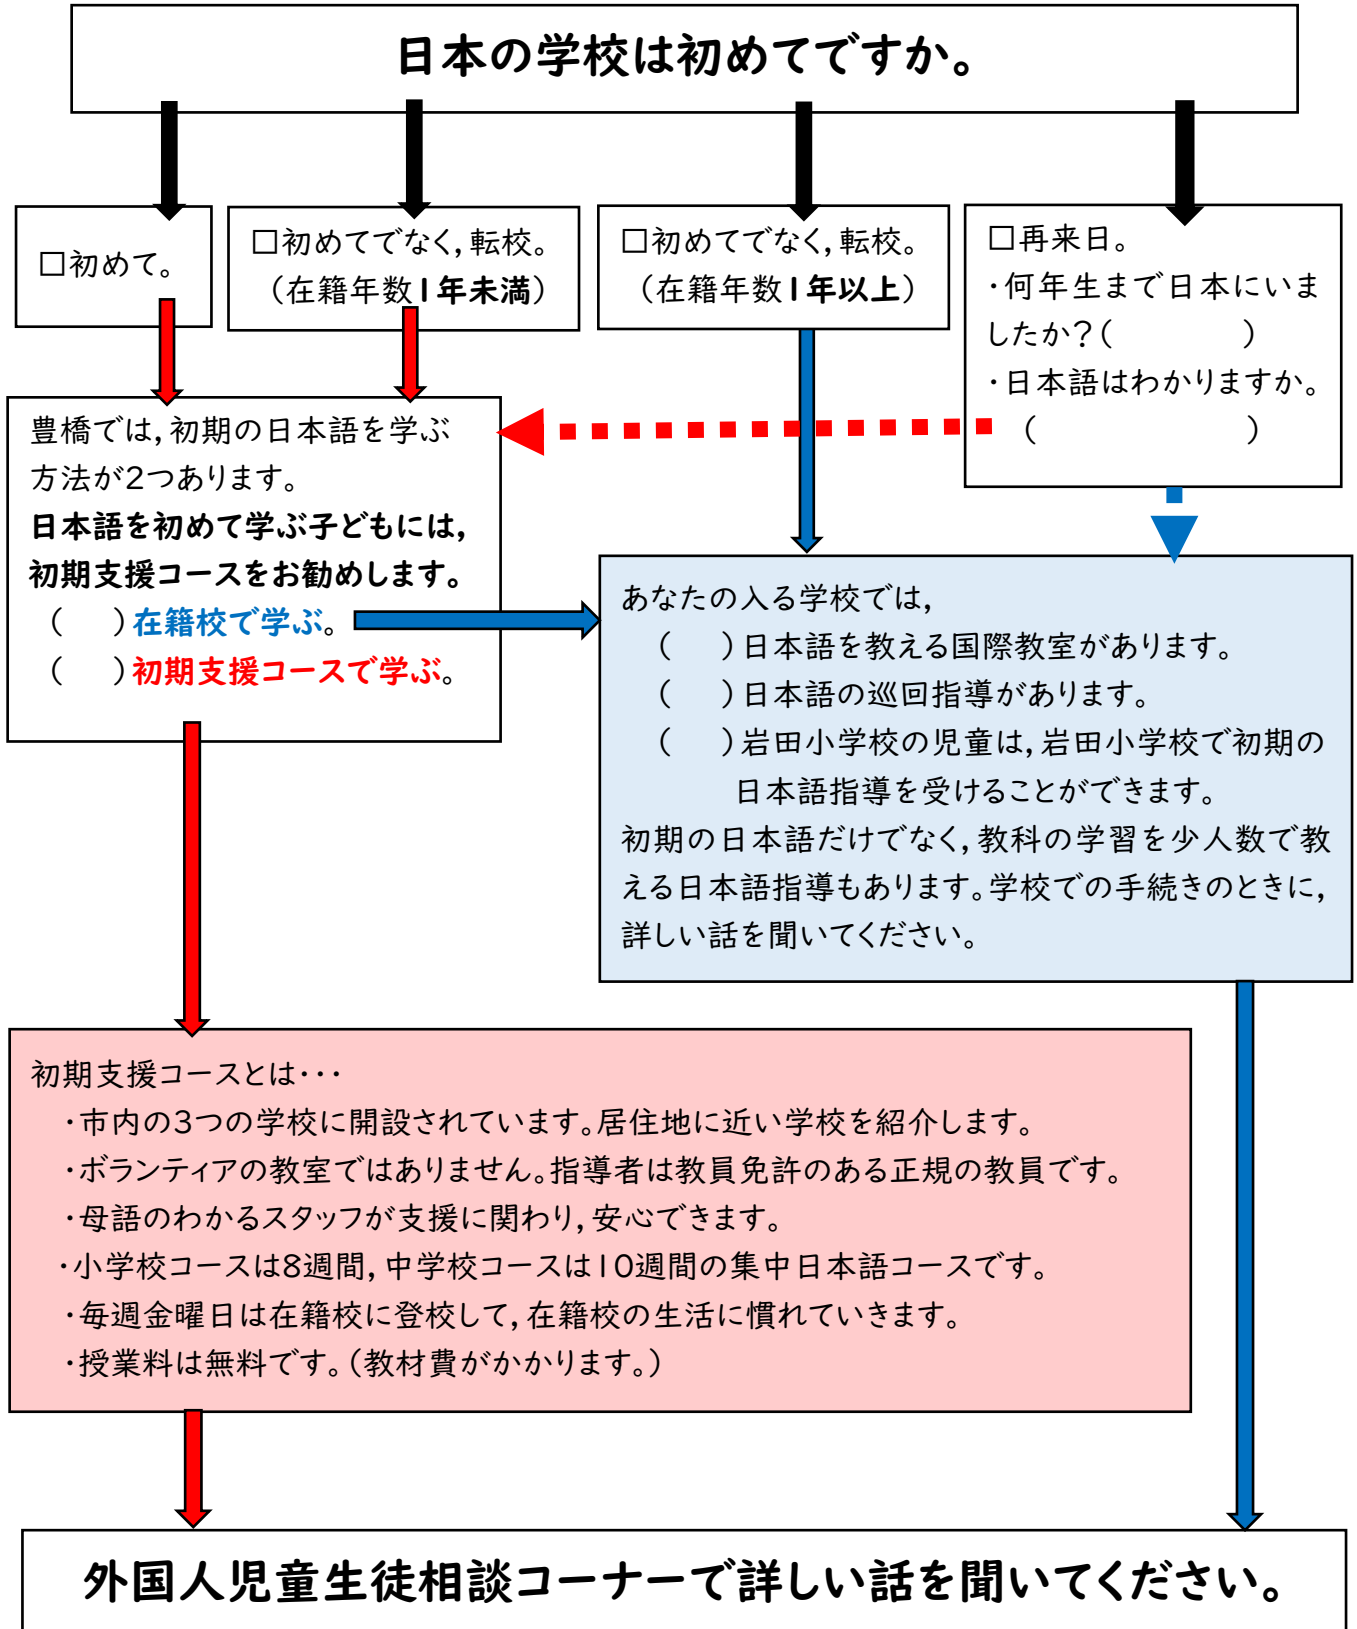 日本の学校は初めてですか。
□初めて。
□初めてでなく,転校。
(在籍年数1年未満)
□初めてでなく,転校。
(在籍年数1年以上)
□再来日。
・何年生まで日本にいま
したか?(　　　　)
・日本語はわかりますか。
(　　　　　　)
豊橋では,初期の日本語を学ぶ
方法が2つあります。
日本語を初めて学ぶ子どもには,
初期支援コースをお勧めします。
(　)在籍校で学ぶ。
(　)初期支援コースで学ぶ。
あなたの入る学校では,
(　)日本語を教える国際教室があります。
(　)日本語の巡回指導があります。
(　)岩田小学校の児童は,岩田小学校で初期の
日本語指導を受けることができます。
初期の日本語だけでなく,教科の学習を少人数で教
える日本語指導もあります。学校での手続きのときに,
詳しい話を聞いてください。
初期支援コースとは・・・
・市内の3つの学校に開設されています。居住地に近い学校を紹介します。
・ボランティアの教室ではありません。指導者は教員免許のある正規の教員です。
・母語のわかるスタッフが支援に関わり,安心できます。
・小学校コースは8週間,中学校コースは10週間の集中日本語コースです。
・毎週金曜日は在籍校に登校して,在籍校の生活に慣れていきます。
・授業料は無料です。(教材費がかかります。)
外国人児童生徒相談コーナーで詳しい話を聞いてください。